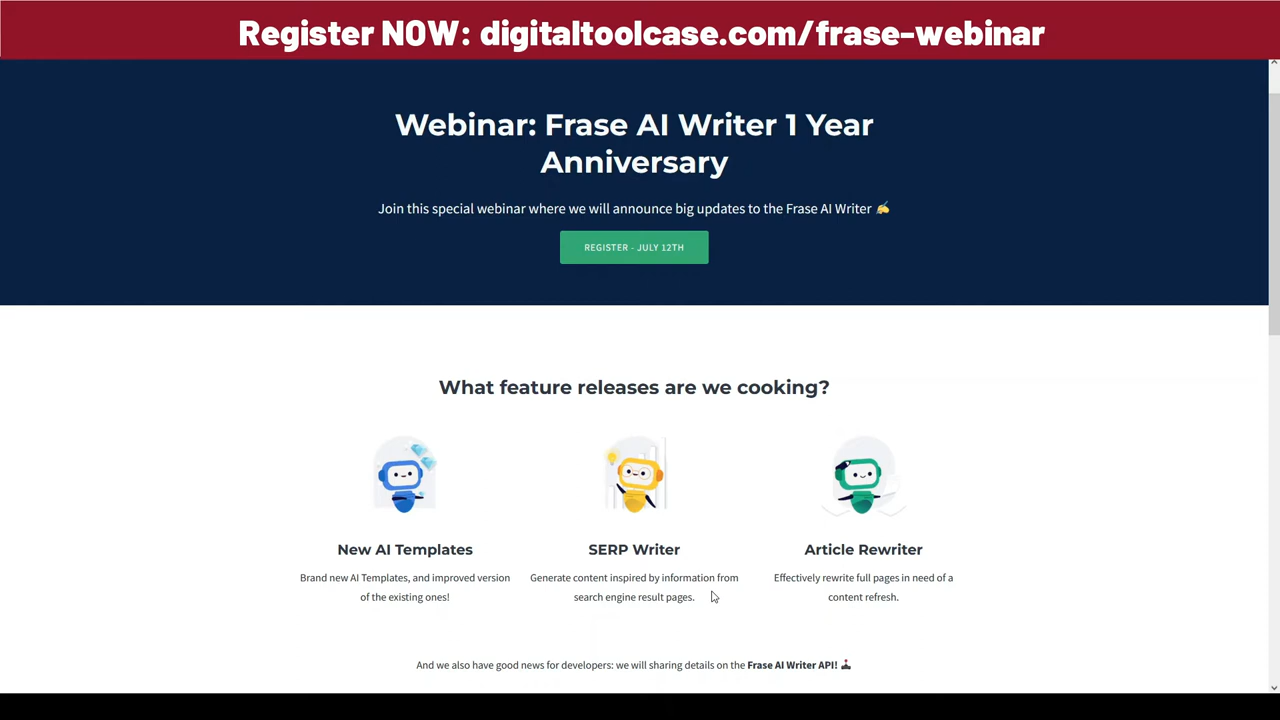 Register NOW: digitaltoolcase.com/frase-webinar
Webinar: Frase AI Writer 1 Year
Anniversary
Join this special webinar where we will announce big updates to the Frase AI Writer ✍️
REGISTER - JULY 12TH
What feature releases are we cooking?
New AI Templates
Brand new AI Templates, and improved version
of the existing ones!
SERP Writer
Generate content inspired by information from
search engine result pages.
Article Rewriter
Effectively rewrite full pages in need of a
content refresh.
And we also have good news for developers: we will sharing details on the Frase AI Writer API! 🕹️